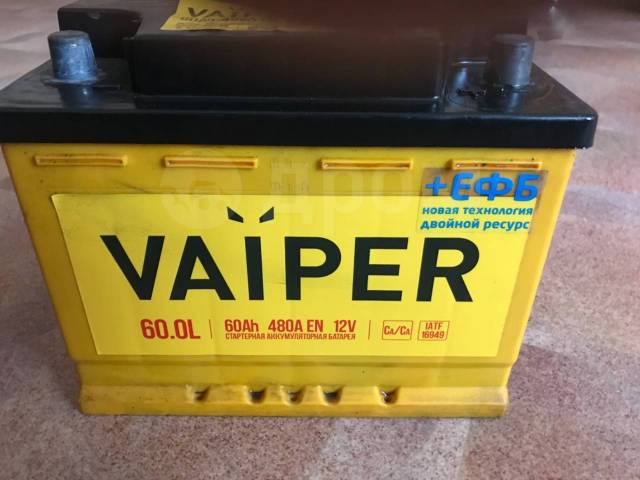 VAIPER
+ЕФБ
новая технология
двойной ресурс
VAÏPER
60.0L 60Ah 480A EN 12V Ca/Ca IATF
16949
СТАРТЕРНАЯ АККУМУЛЯТОРНАЯ БАТАРЕЯ